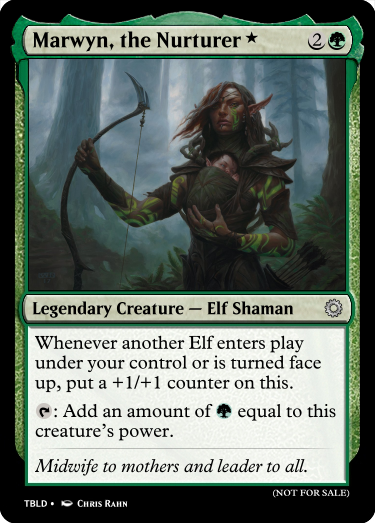 Marwyn, the Nurturer ★ 2
Legendary Creature — Elf Shaman
Whenever another Elf enters play
under your control or is turned face
up, put a +1/+1 counter on this.
: Add an amount of equal to this
creature's power.
Midwife to mothers and leader to all.
(NOT FOR SALE)
TBLD • Chris Rahn